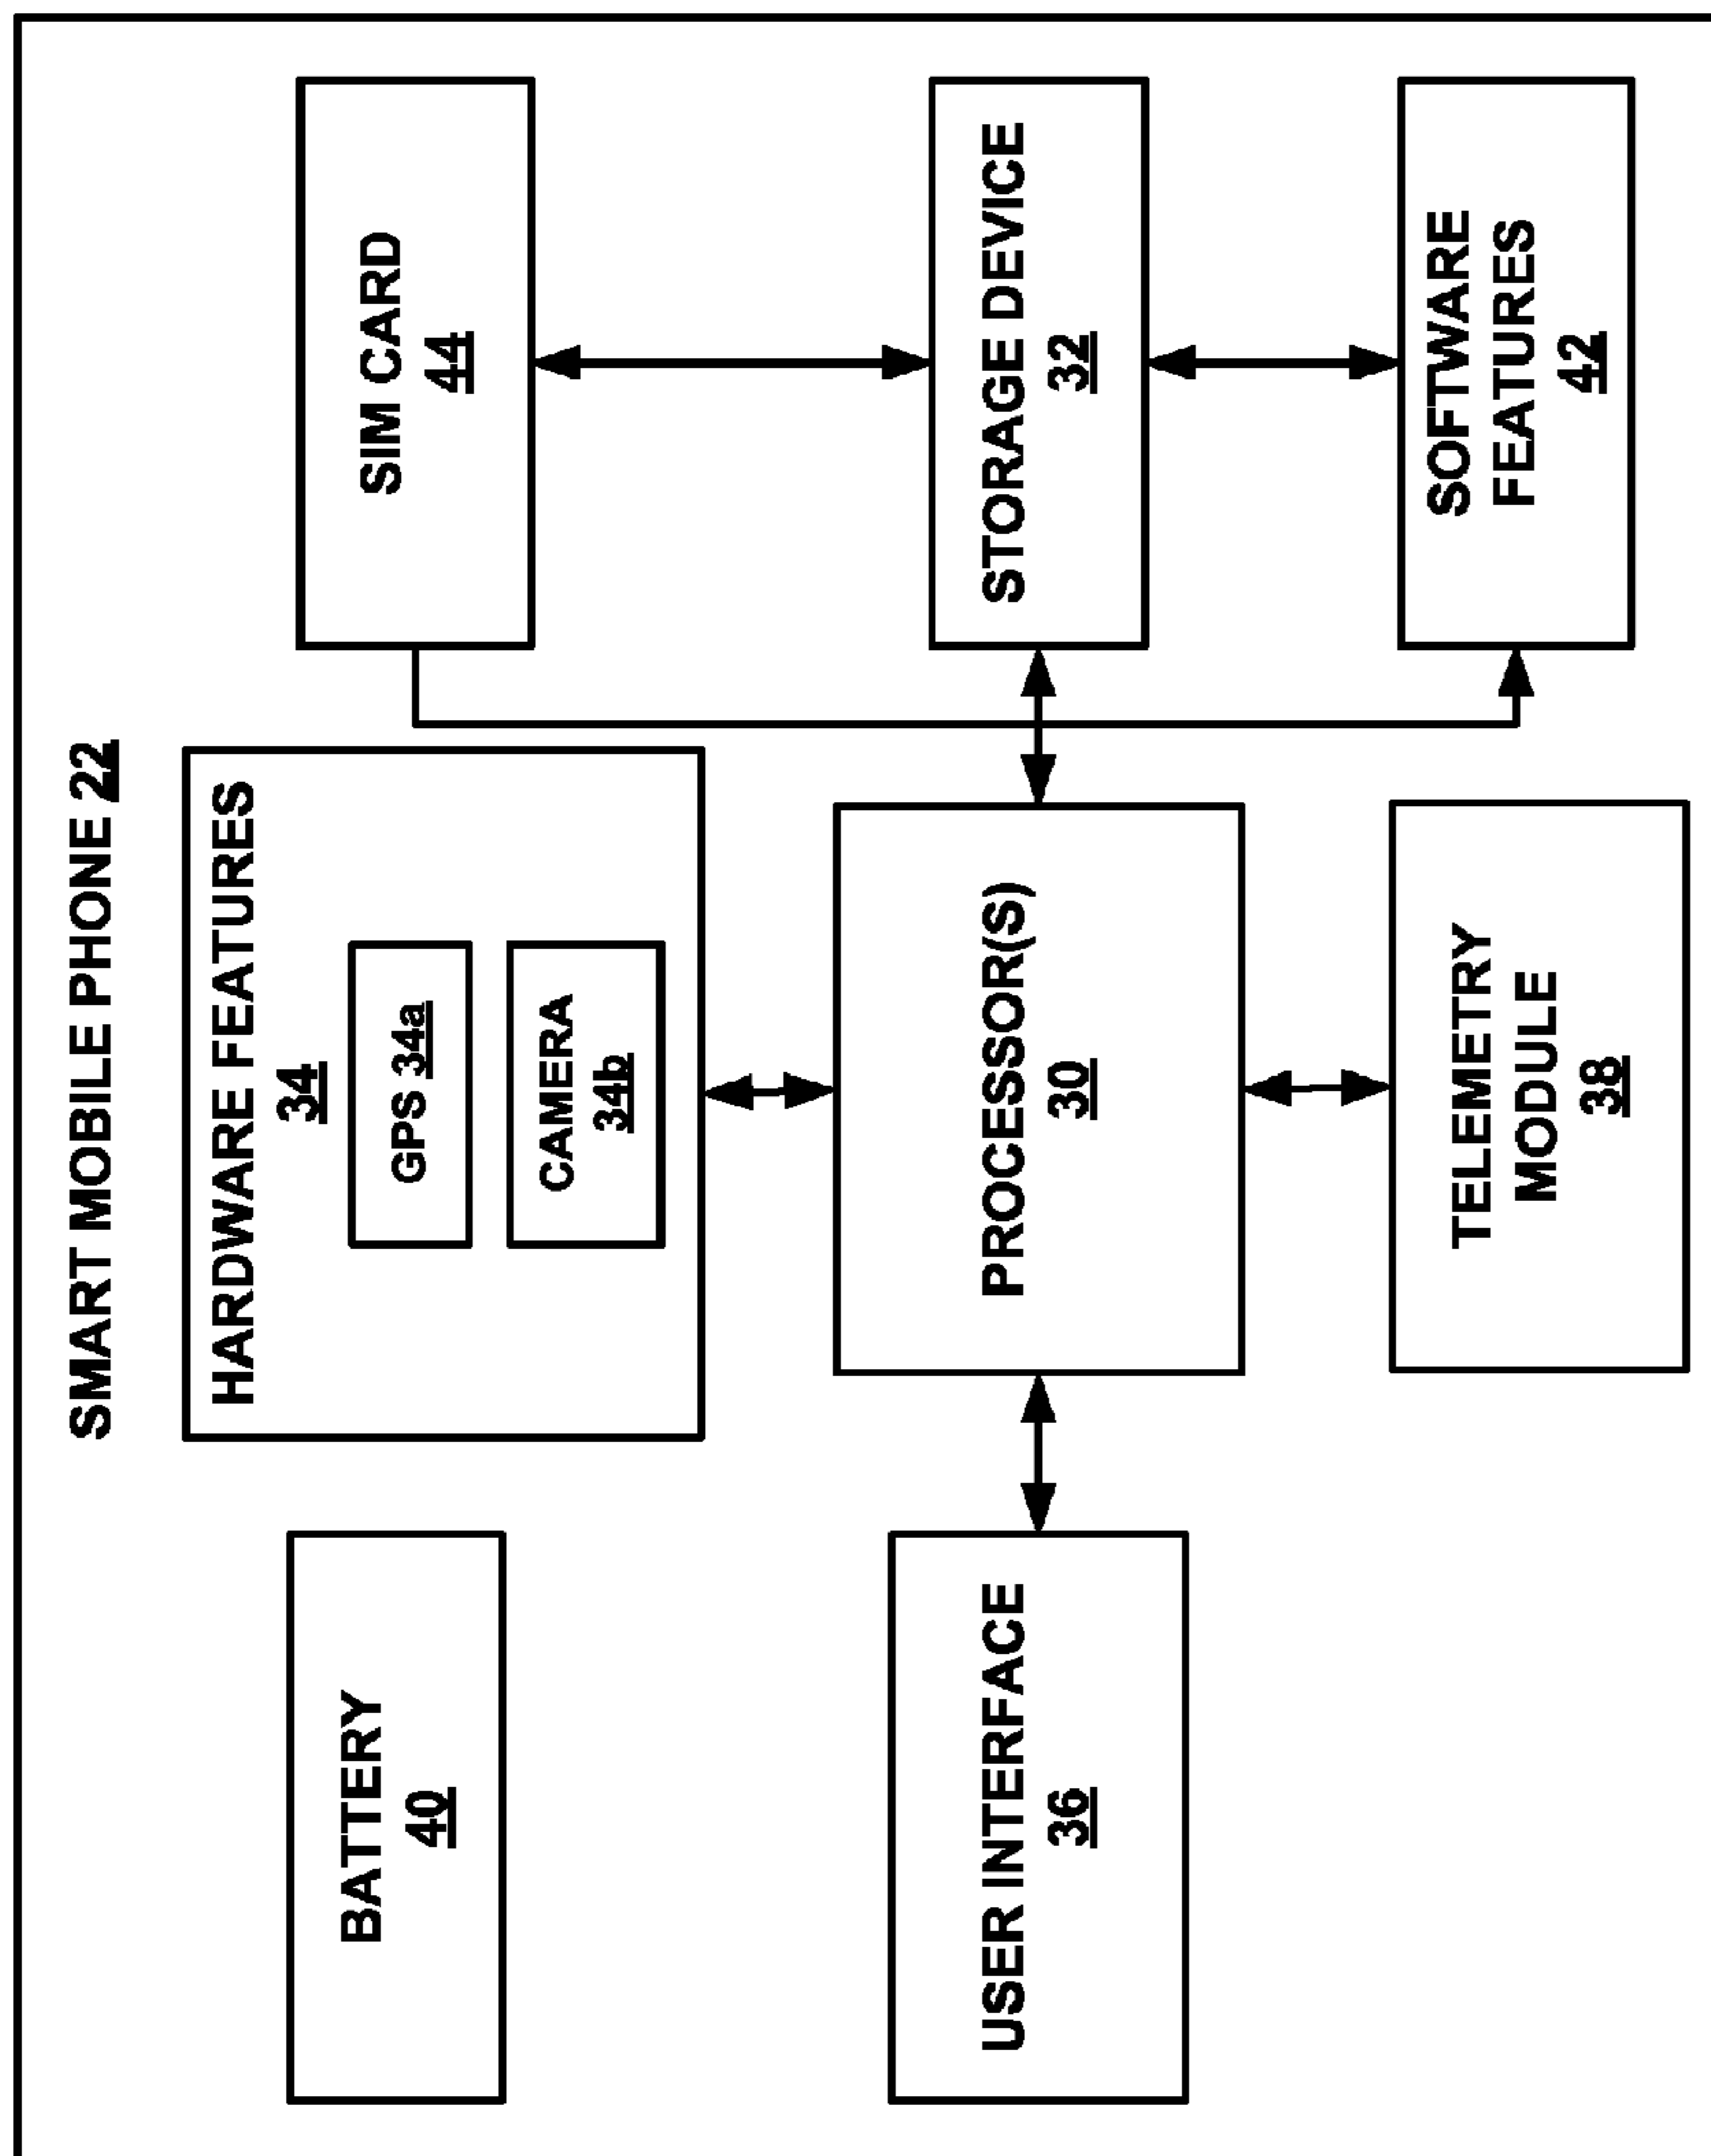 SMART MOBILE PHONE 22
BATTERY
40
HARDWARE FEATURES
34
GPS 34a
CAMERA
34b
SIM CARD
44
USER INTERFACE
36
PROCESSOR(S)
30
STORAGE DEVICE
32
TELEMETRY
MODULE
38
SOFTWARE
FEATURES
42